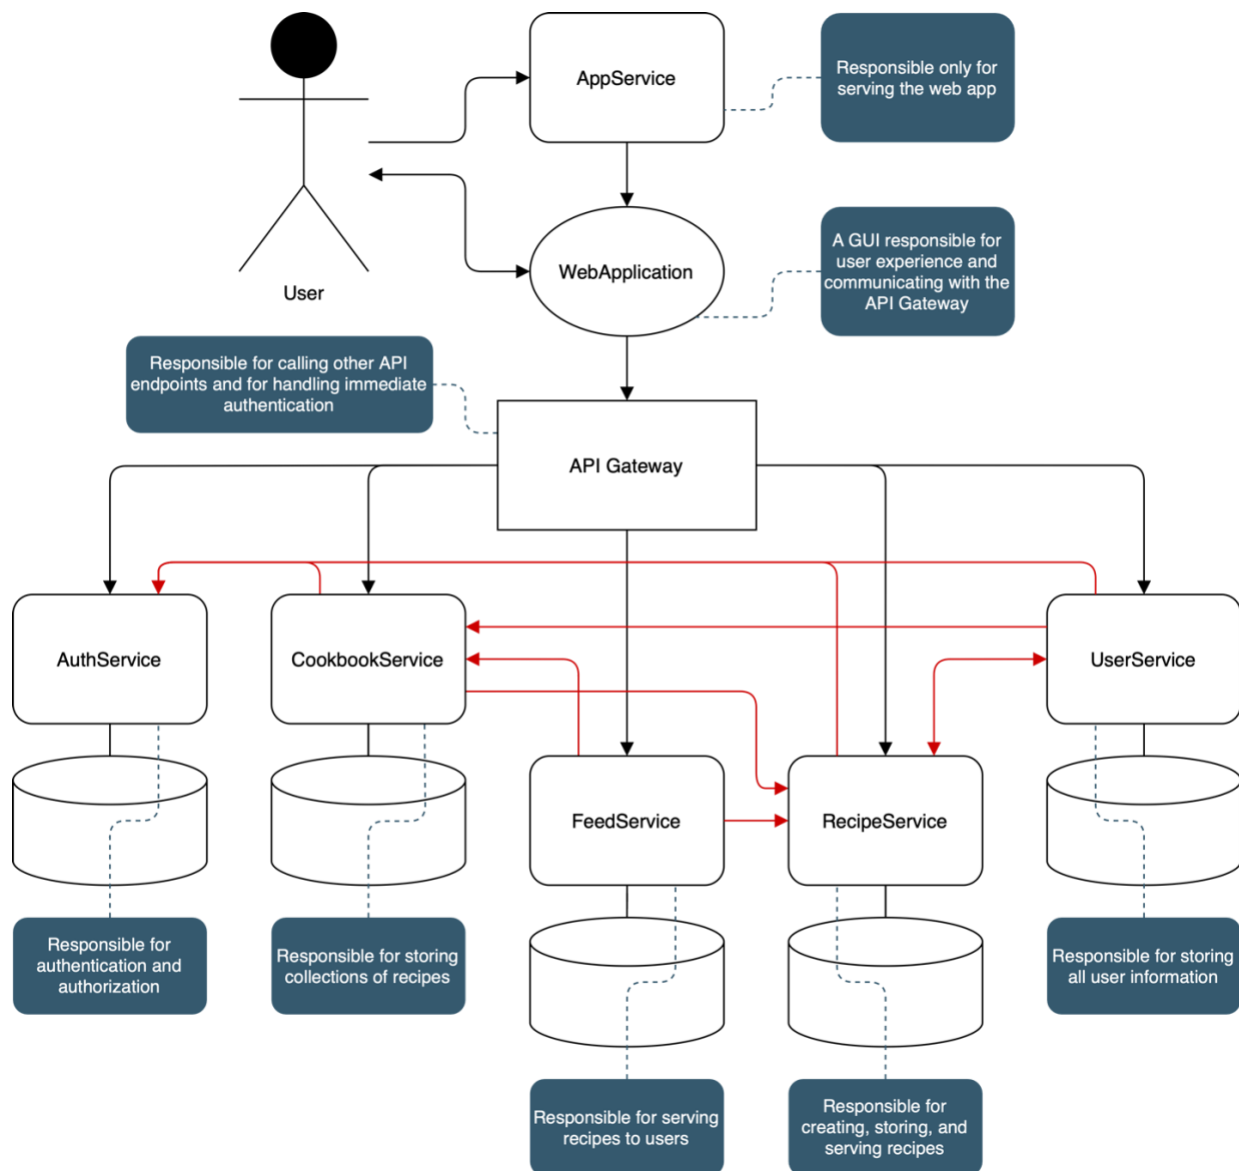 AppService
Responsible only for
serving the web app
User
WebApplication
A GUI responsible for
user experience and
communicating with the
API Gateway
Responsible for calling other API
endpoints and for handling immediate
authentication
API Gateway
AuthService
CookbookService
UserService
FeedService
RecipeService
Responsible for
authentication and
authorization
Responsible for storing
collections of recipes
Responsible for storing
all user information
Responsible for serving
recipes to users
Responsible for
creating, storing, and
serving recipes